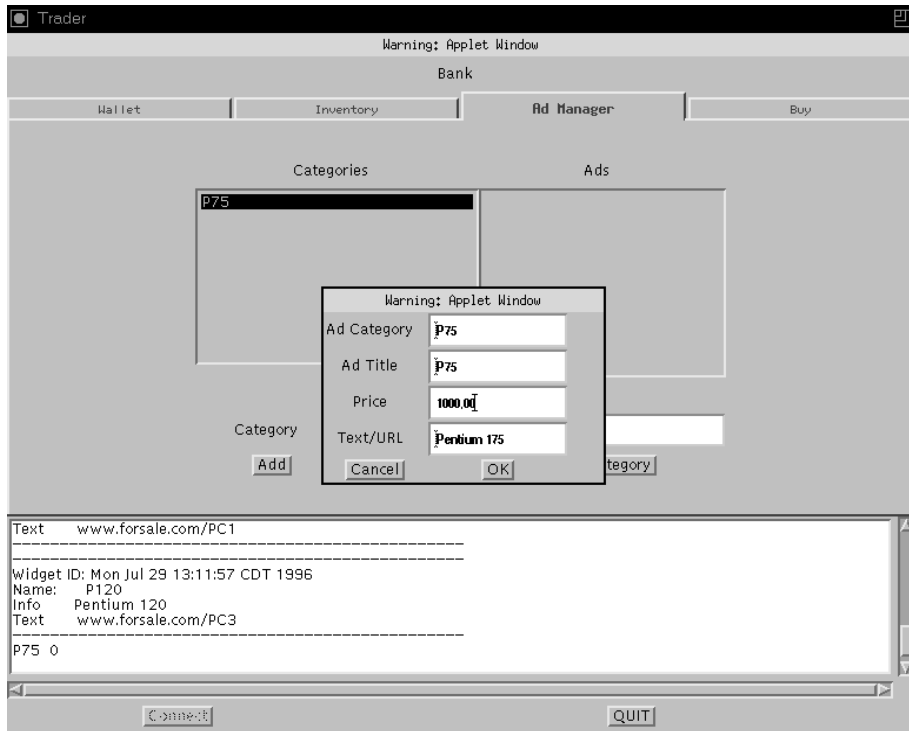 Trader
Warning: Applet Window
Bank
Wallet Inventory Ad Manager Buy
Categories Ads
P75
Warning: Applet Window
Ad Category P75
Ad Title P75
Price 1000,00
Text/URL Pentium 175
Cancel OK
Category
Add tegory
Text www.forsale.com/PC1
------------------------------------------------
------------------------------------------------
Widget ID: Mon Jul 29 13:11:57 CDT 1996
Name: P120
Info Pentium 120
Text www.forsale.com/PC3
------------------------------------------------
P75 0
Connect QUIT